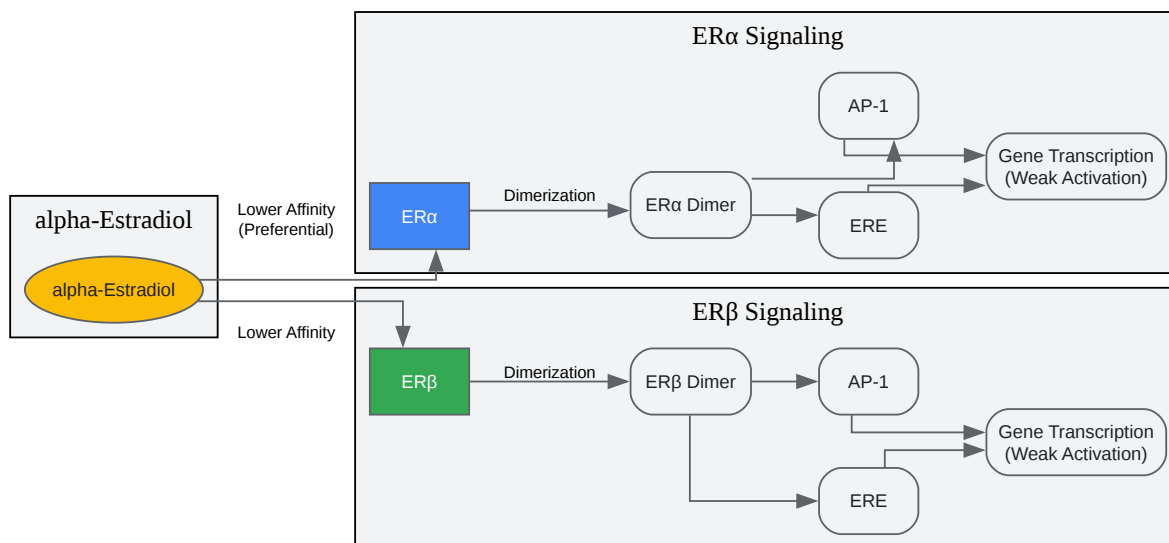 ERα Signaling
AP-1
Gene Transcription
(Weak Activation)
ERα
Dimerization
ERα Dimer
ERE
alpha-Estradiol
alpha-Estradiol
Lower Affinity
(Preferential)
Lower Affinity
ERβ Signaling
ERβ
Dimerization
ERβ Dimer
AP-1
Gene Transcription
(Weak Activation)
ERE